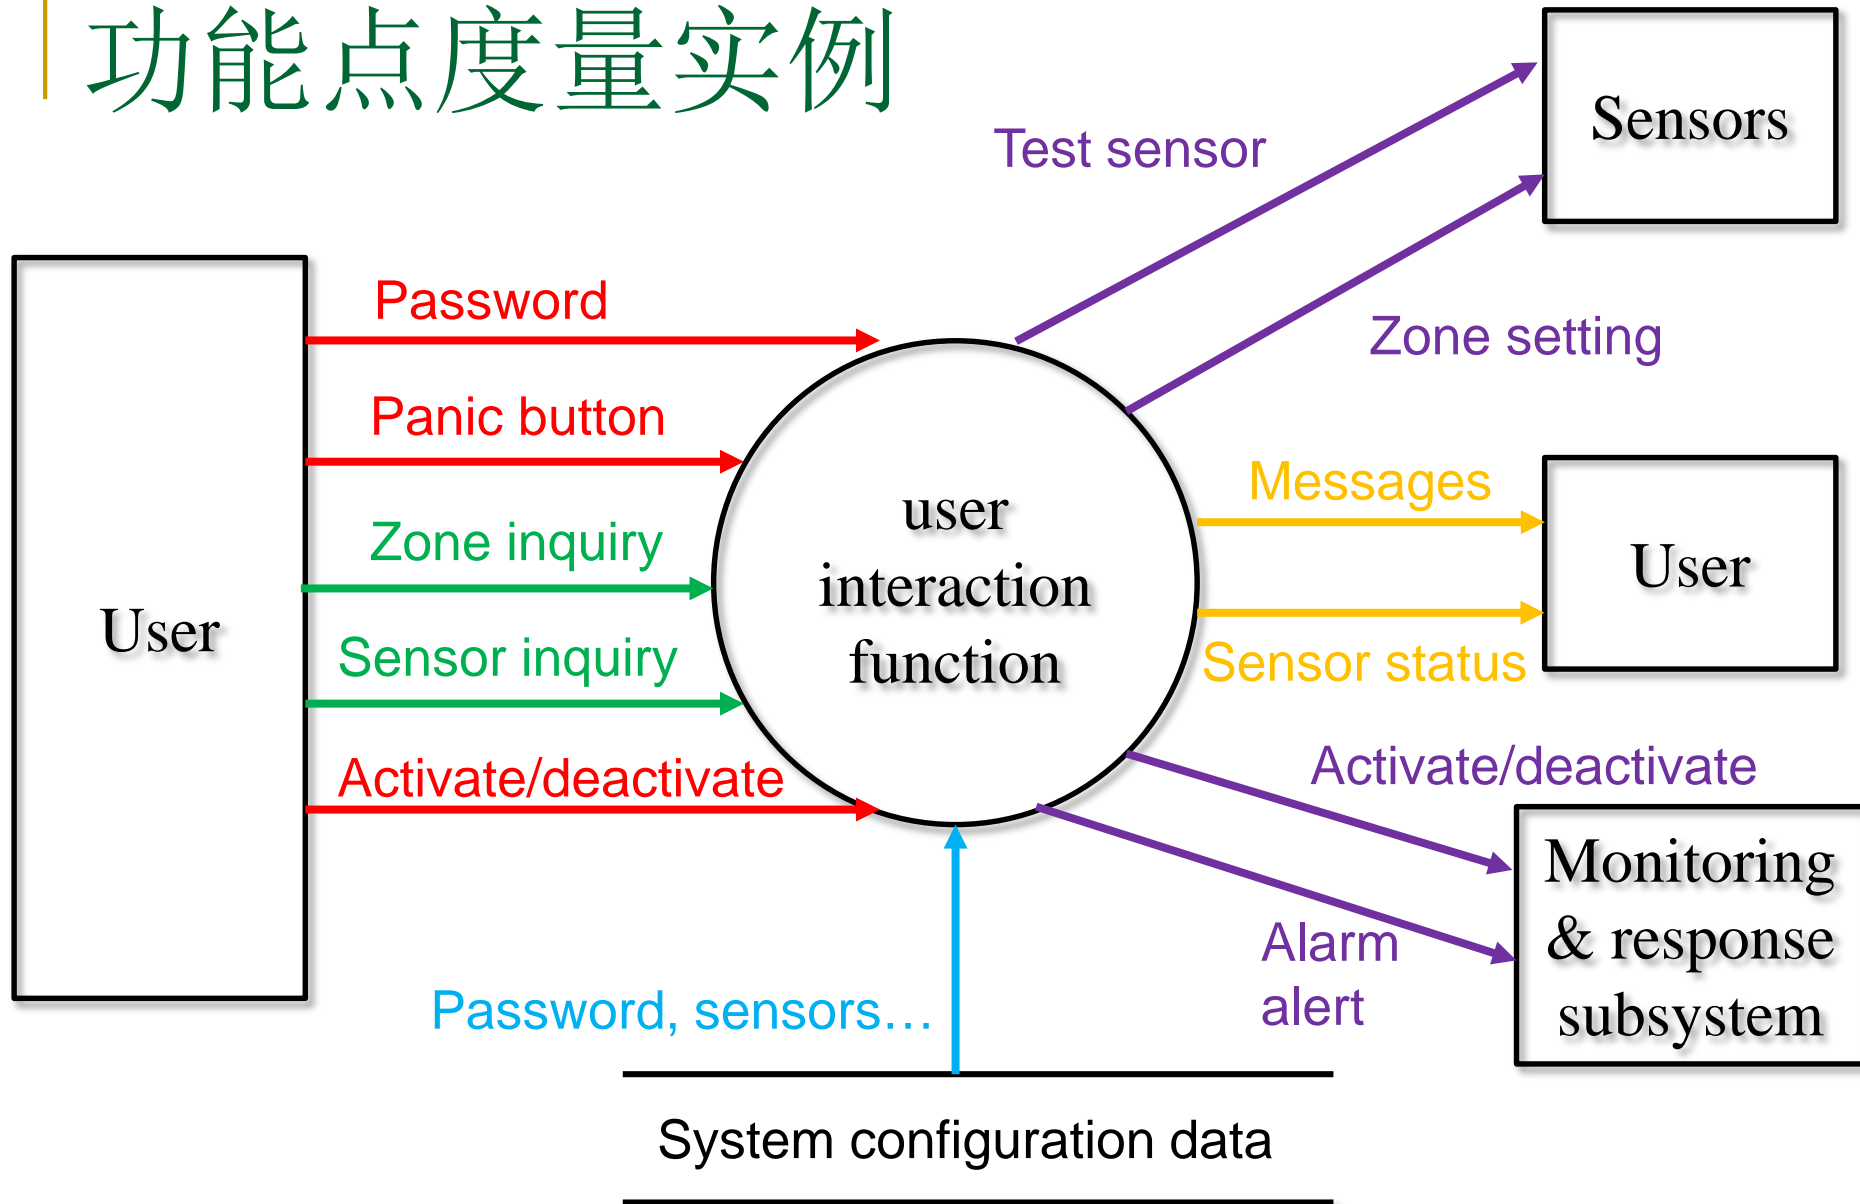 功能点度量实例
Sensors
Test sensor
Zone setting
Password
Panic button
Zone inquiry
Sensor inquiry
Activate/deactivate
User
user
interaction
function
Messages
Sensor status
User
Activate/deactivate
Alarm
alert
Monitoring
& response
subsystem
Password, sensors…
System configuration data